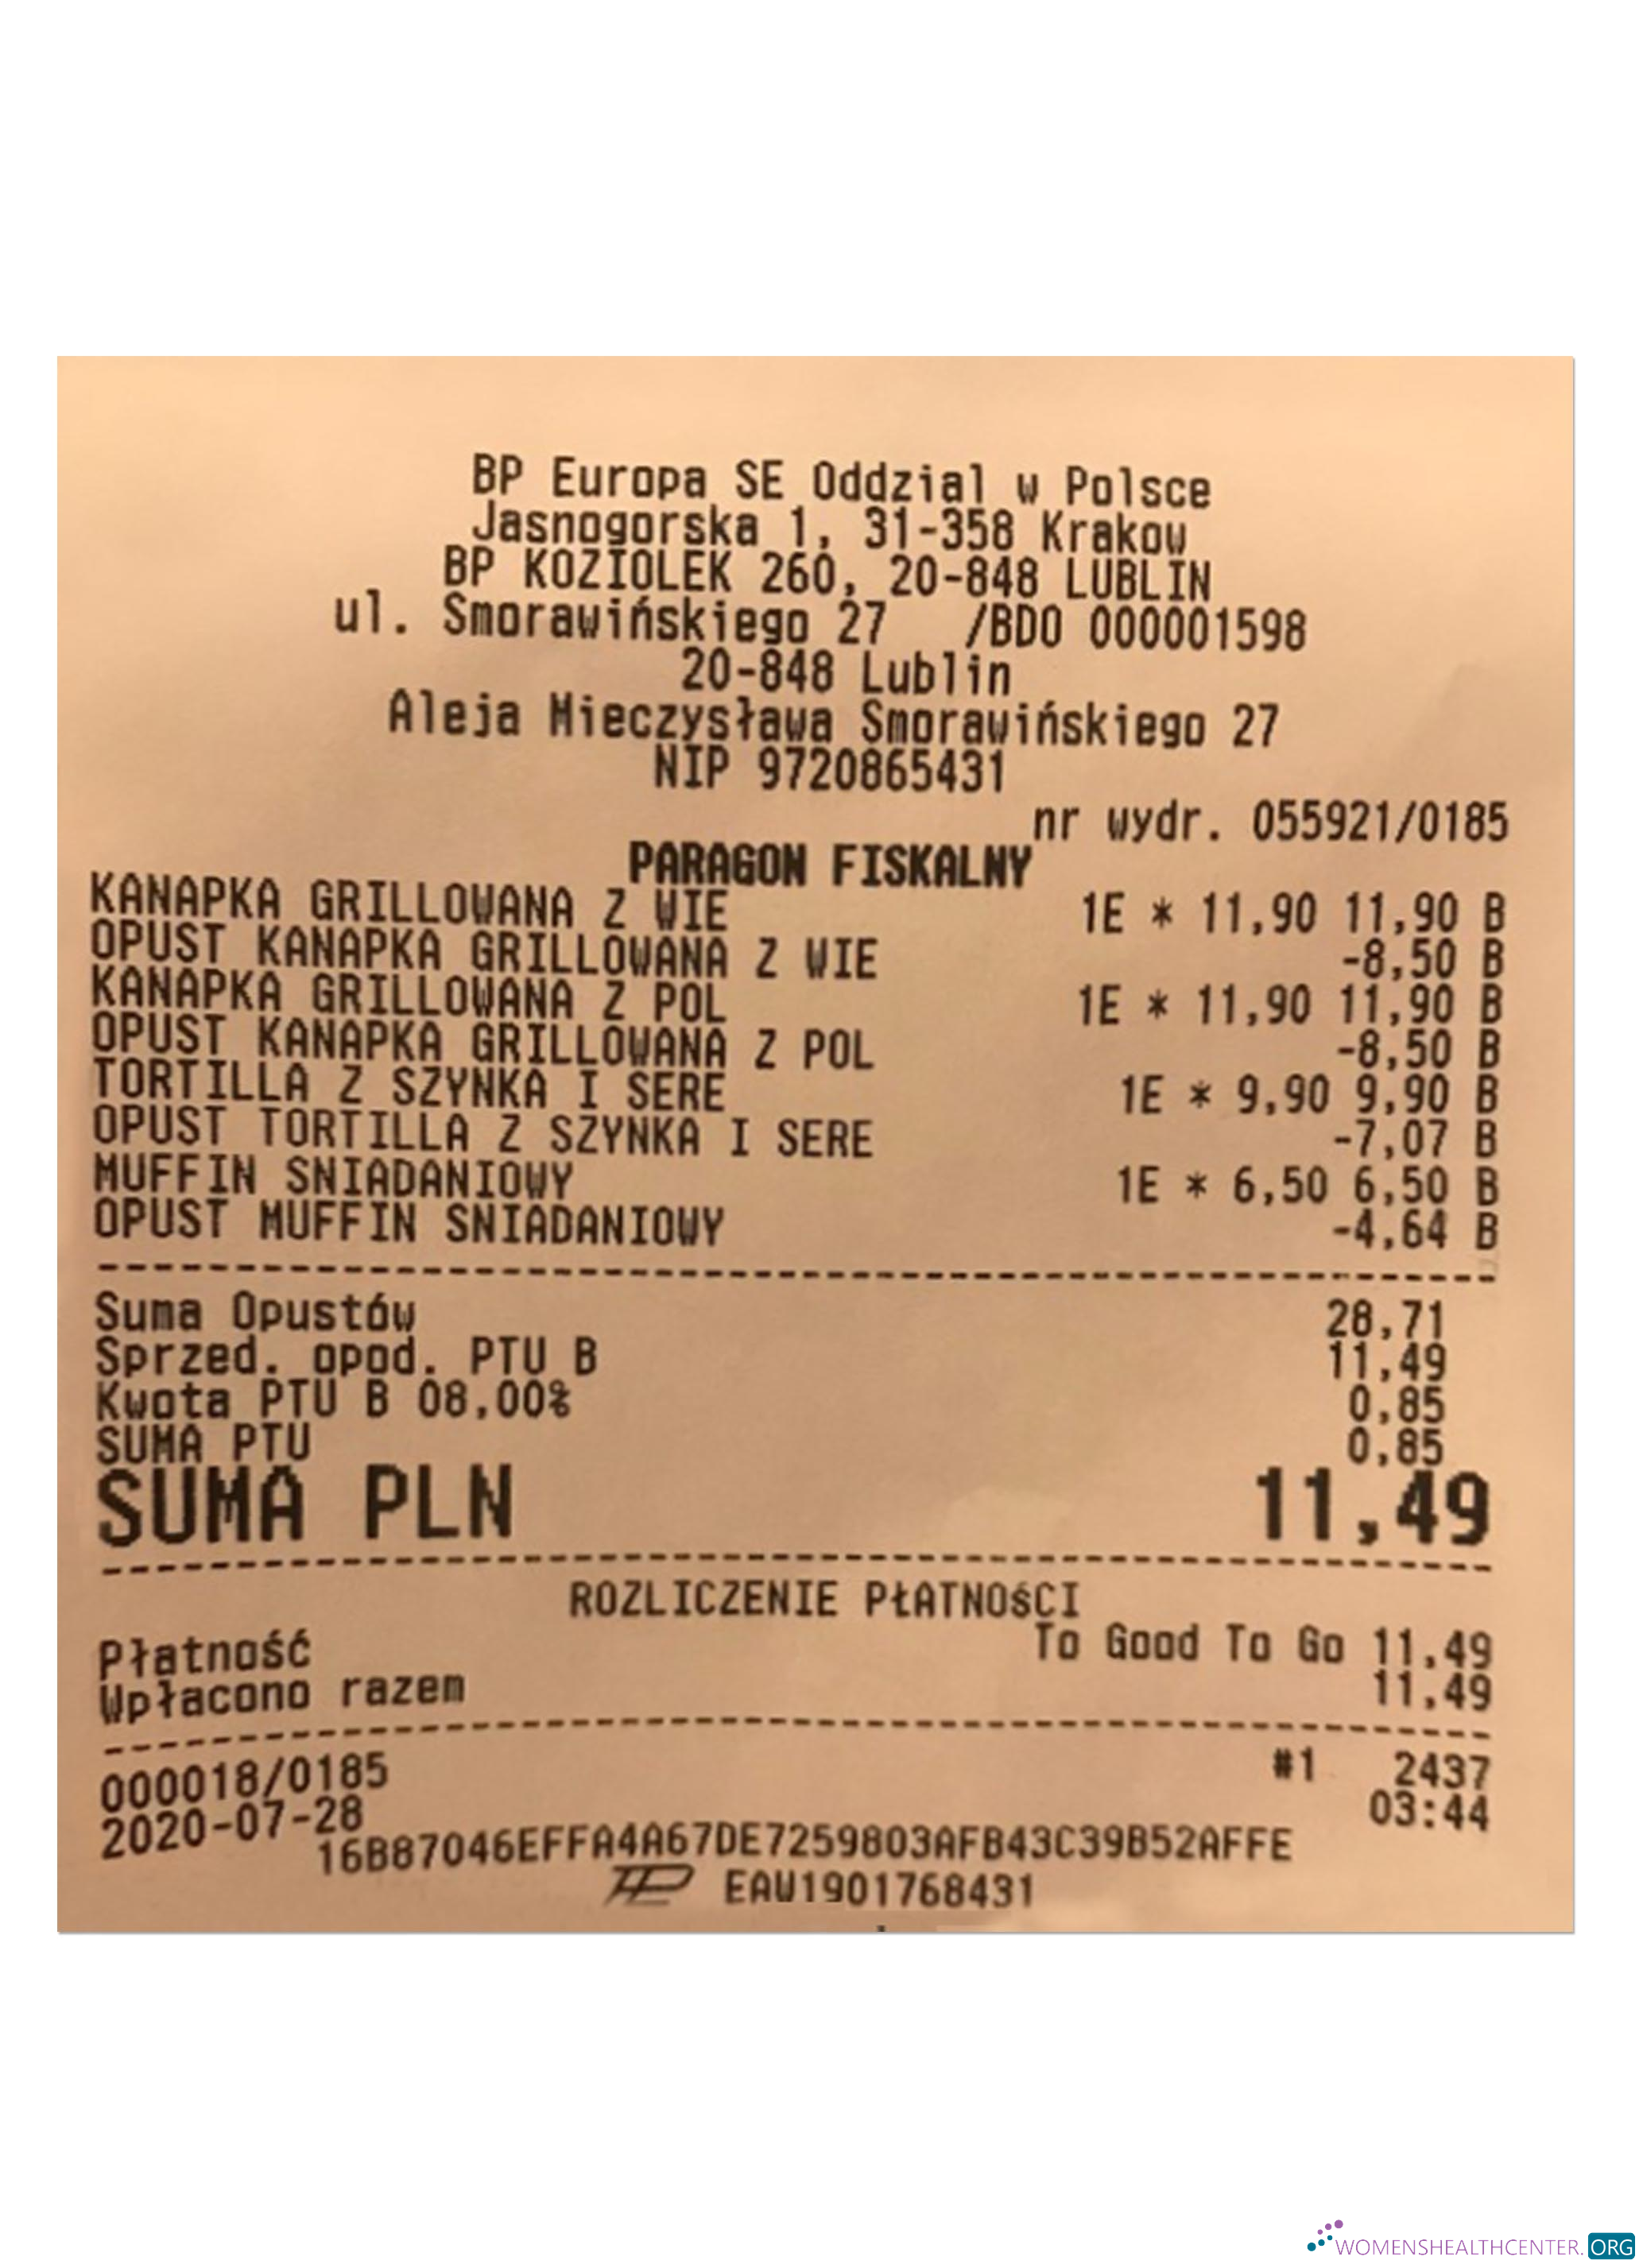 BP Europa SE Oddzial w Polsce
Jasnogorska 1, 31-358 Krakow
BP KOZIOLEK 260, 20-848 LUBLIN
ul. Smorawińskiego 27 /BDO 000001598
20-848 Lublin
Aleja Mieczysława Smorawińskiego 27
NIP 9720865431
nr wydr. 055921/0185
PARAGON FISKALNY
KANAPKA GRILLOWANA Z WIE 1E * 11,90 11,90 B
OPUST KANAPKA GRILLOWANA Z WIE -8,50 B
KANAPKA GRILLOWANA Z POL 1E * 11,90 11,90 B
OPUST KANAPKA GRILLOWANA Z POL -8,50 B
TORTILLA Z SZYNKA I SERE 1E * 9,90 9,90 B
OPUST TORTILLA Z SZYNKA I SERE -7,07 B
MUFFIN SNIADANIOWY 1E * 6,50 6,50 B
OPUST MUFFIN SNIADANIOWY -4,64 B
Suma Opustów 28,71
Sprzed. opod. PTU B 11,49
Kwota PTU B 08,00% 0,85
SUMA PTU 0,85
SUMA PLN 11,49
ROZLICZENIE PŁATNOśCI
Płatność To Good To Go 11,49
Wpłacono razem 11,49
000018/0185 #1 2437
2020-07-28 03:44
16B87046EFFA4A67DE7259803AFB43C39B52AFFE
EAW1901768431
WOMENSHEALTHCENTER.ORG